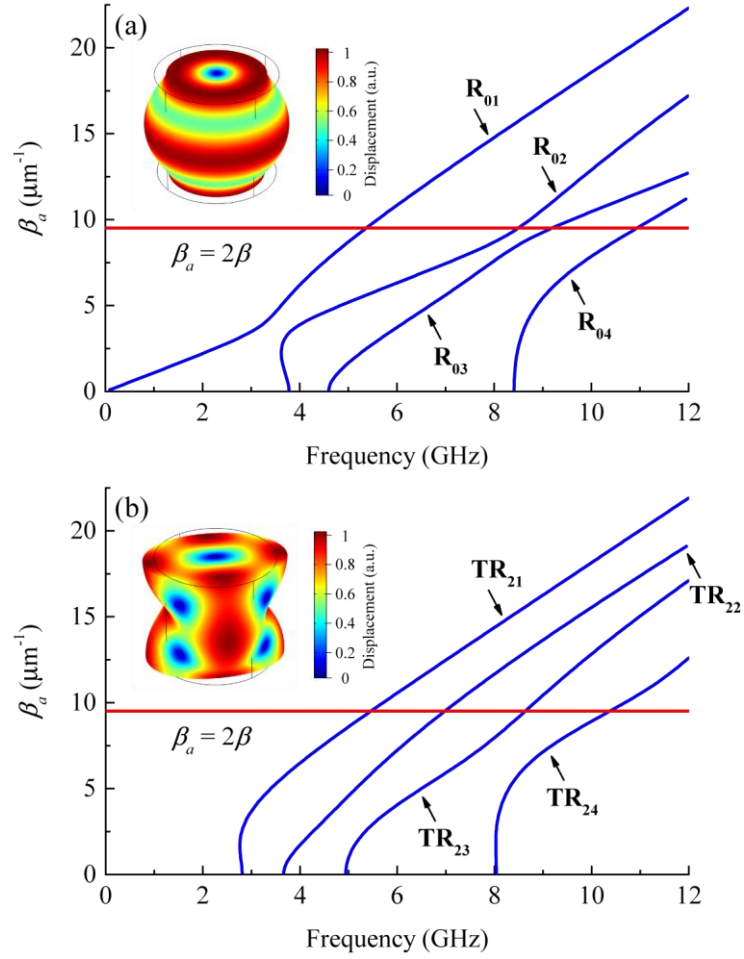 (a)
1
0.8
0.6
0.4
0.2
0
Displacement (a.u.)
R₀₁
R₀₂
R₀₃
R₀₄
βₐ = 2β
βₐ (μm⁻¹)
20
15
10
5
0
0 2 4 6 8 10 12
Frequency (GHz)
(b)
1
0.8
0.6
0.4
0.2
0
Displacement (a.u.)
TR₂₁
TR₂₂
TR₂₃
TR₂₄
βₐ = 2β
βₐ (μm⁻¹)
20
15
10
5
0
0 2 4 6 8 10 12
Frequency (GHz)